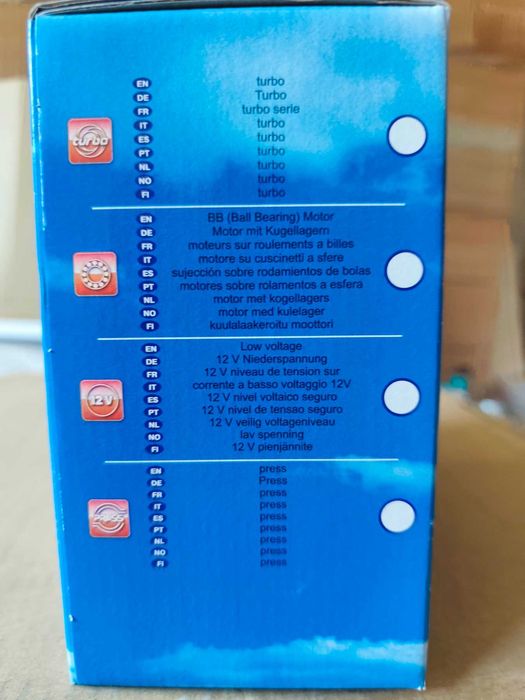 EN turbo
DE Turbo
FR turbo serie
IT turbo
ES turbo
PT turbo
NL turbo
NO turbo
FI turbo
turbo
EN BB (Ball Bearing) Motor
DE Motor mit Kugellagern
FR moteurs sur roulements a billes
IT motore su cuscinetti a sfere
ES sujección sobre rodamientos de bolas
PT motores sobre rolamentos a esfera
NL motor met kogellagers
NO motor med kulelager
FI kuulalaakeroitu moottori
EN Low voltage
DE 12 V Niederspannung
FR 12 V niveau de tension sur
IT corrente a basso voltaggio 12V
ES 12 V nivel voltaico seguro
PT 12 V nivel de tensao seguro
NL 12 V veilig voltageniveau
NO lav spenning
FI 12 V pienjännite
12V
EN press
DE Press
FR press
IT press
ES press
PT press
NL press
NO press
FI press